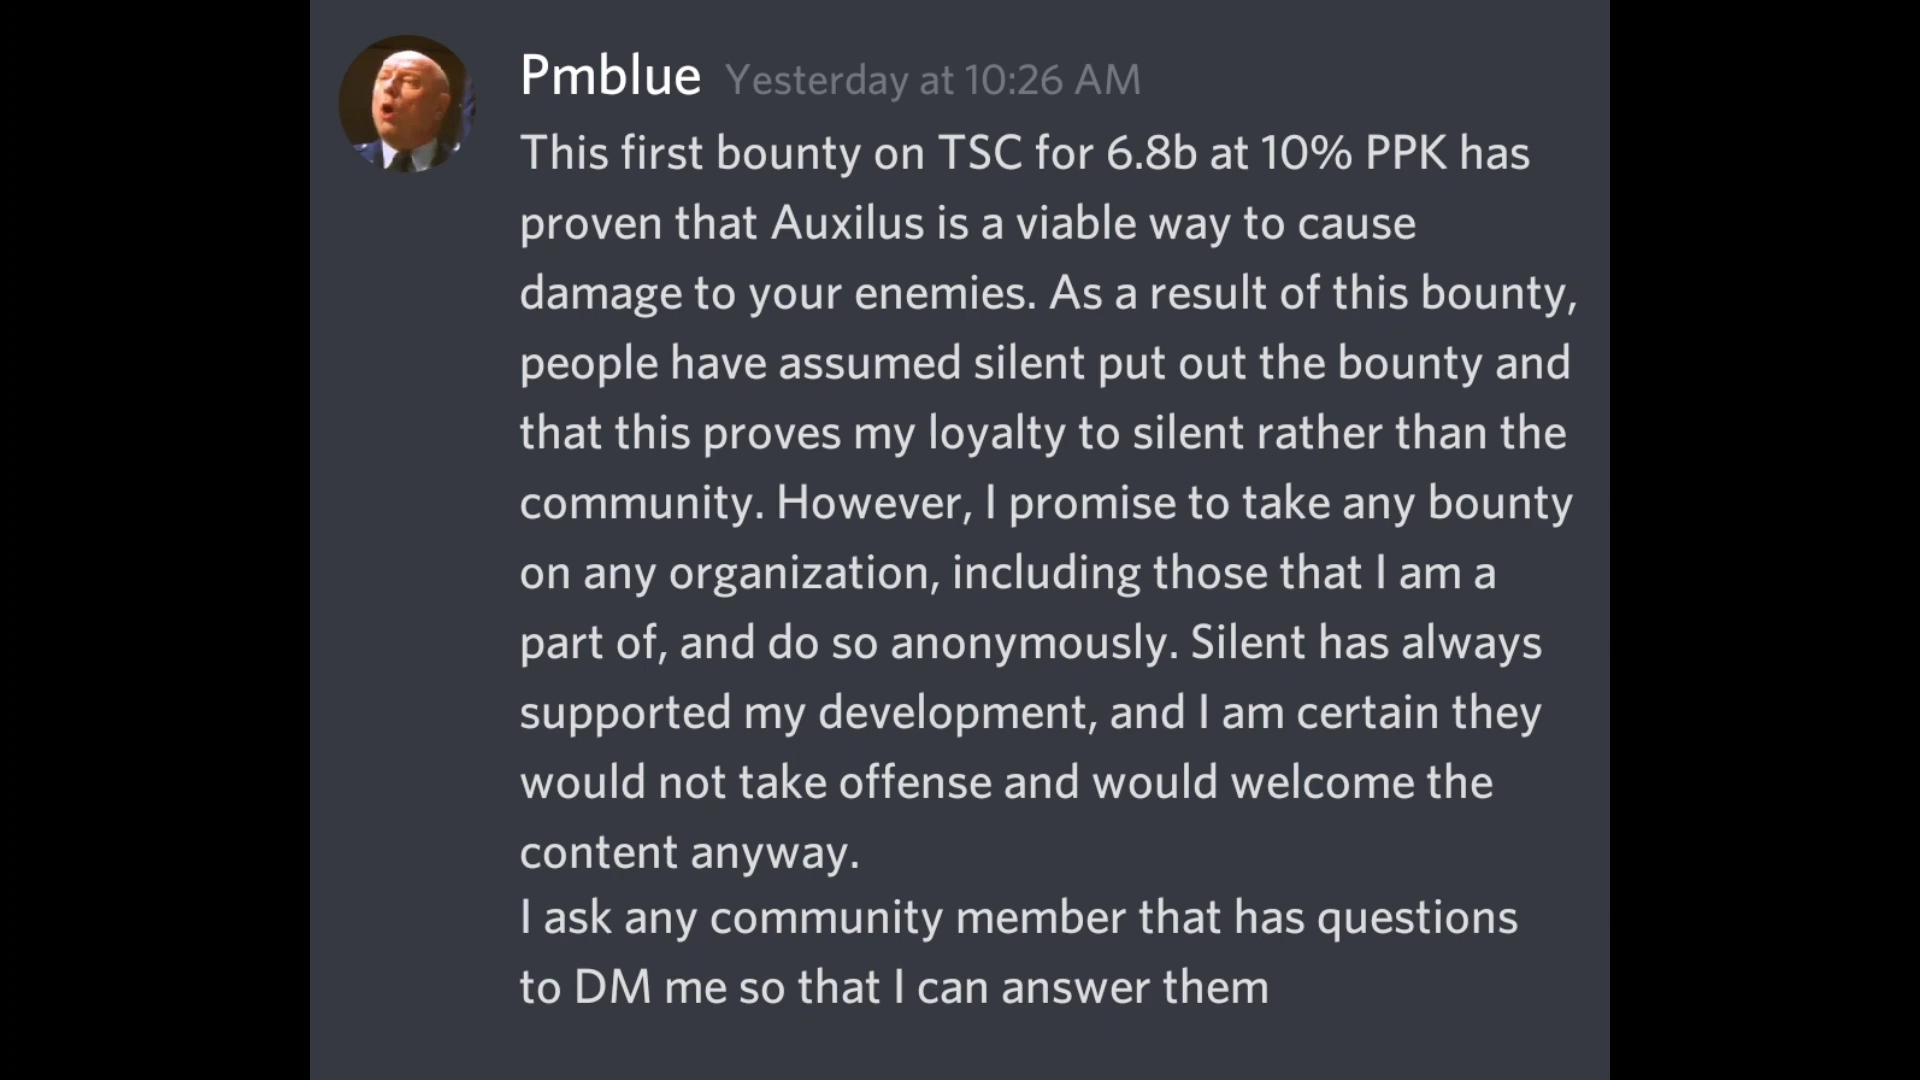 Pmblue Yesterday at 10:26 AM
This first bounty on TSC for 6.8b at 10% PPK has
proven that Auxilus is a viable way to cause
damage to your enemies. As a result of this bounty,
people have assumed silent put out the bounty and
that this proves my loyalty to silent rather than the
community. However, I promise to take any bounty
on any organization, including those that I am a
part of, and do so anonymously. Silent has always
supported my development, and I am certain they
would not take offense and would welcome the
content anyway.
I ask any community member that has questions
to DM me so that I can answer them